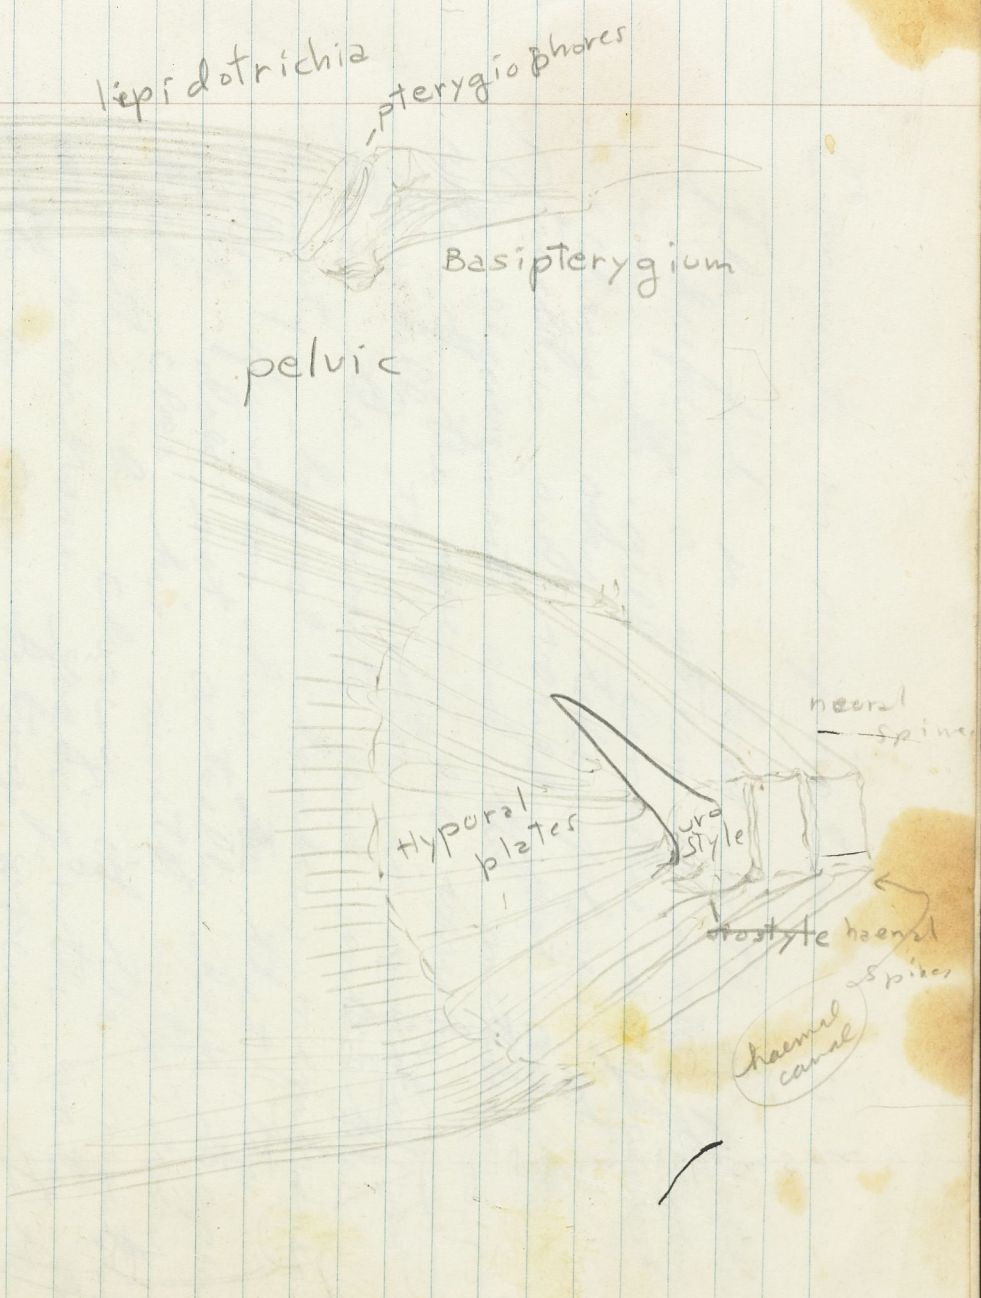 lepidotrichia
pterygiophores
Basipterygium
pelvic
neural
spine
Hypural
plates
uro
style
urostyle haemal
spines
haemal
canal